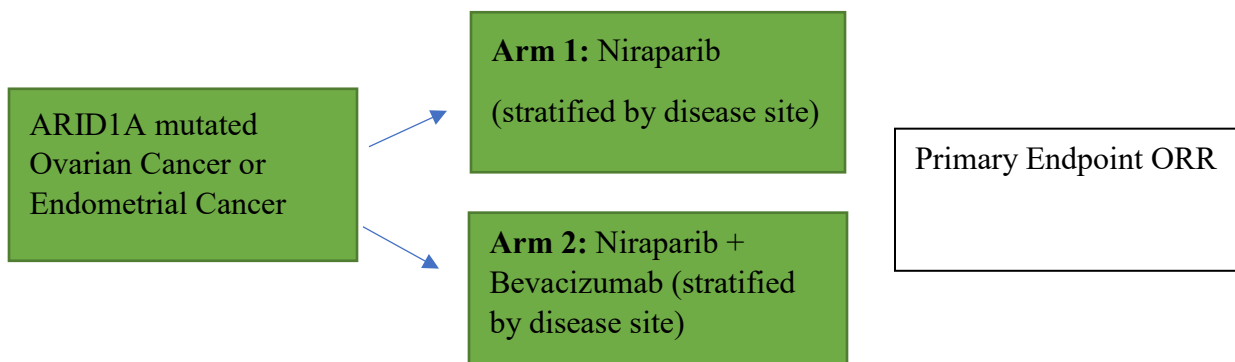 ARID1A mutated
Ovarian Cancer or
Endometrial Cancer
Arm 1: Niraparib
(stratified by disease site)
Arm 2: Niraparib +
Bevacizumab (stratified
by disease site)
Primary Endpoint ORR